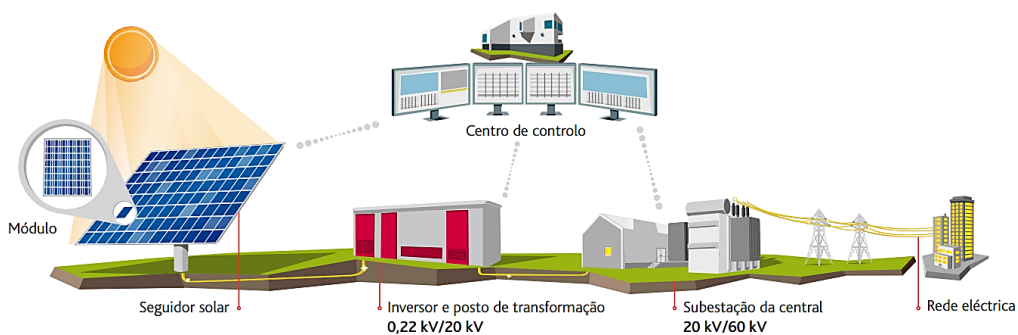 Centro de controlo
Módulo
Seguidor solar
Inversor e posto de transformação
0,22 kV/20 kV
Subestação da central
20 kV/60 kV
Rede eléctrica